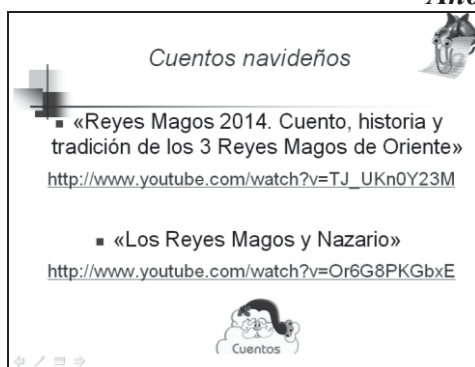 Cuentos navideños
▪ «Reyes Magos 2014. Cuento, historia y
tradición de los 3 Reyes Magos de Oriente»
http://www.youtube.com/watch?v=TJ_UKn0Y23M
▪ «Los Reyes Magos y Nazario»
http://www.youtube.com/watch?v=Or6G8PKGbxE
Cuentos